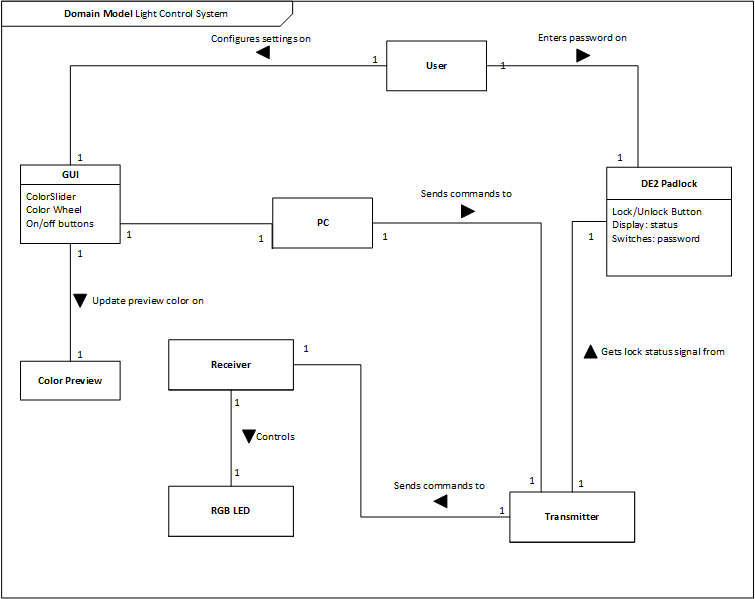 Domain Model Light Control System
Configures settings on
Enters password on
1
User
1
1
1
GUI
ColorSlider
Color Wheel
On/off buttons
DE2 Padlock
Lock/Unlock Button
Display: status
Switches: password
Sends commands to
PC
1
1
1
1
1
Update preview color on
1
Color Preview
Receiver
1
Gets lock status signal from
1
Controls
1
RGB LED
Sends commands to
1
1
1
Transmitter